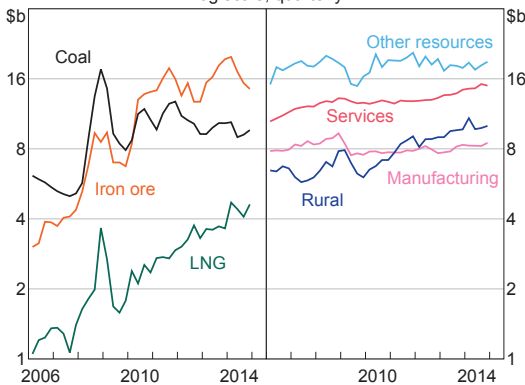 $b
$b
Coal
Other resources
16
16
Services
8
8
Iron ore
Manufacturing
Rural
4
4
LNG
2
2
1
1
2006
2010
2014
2010
2014